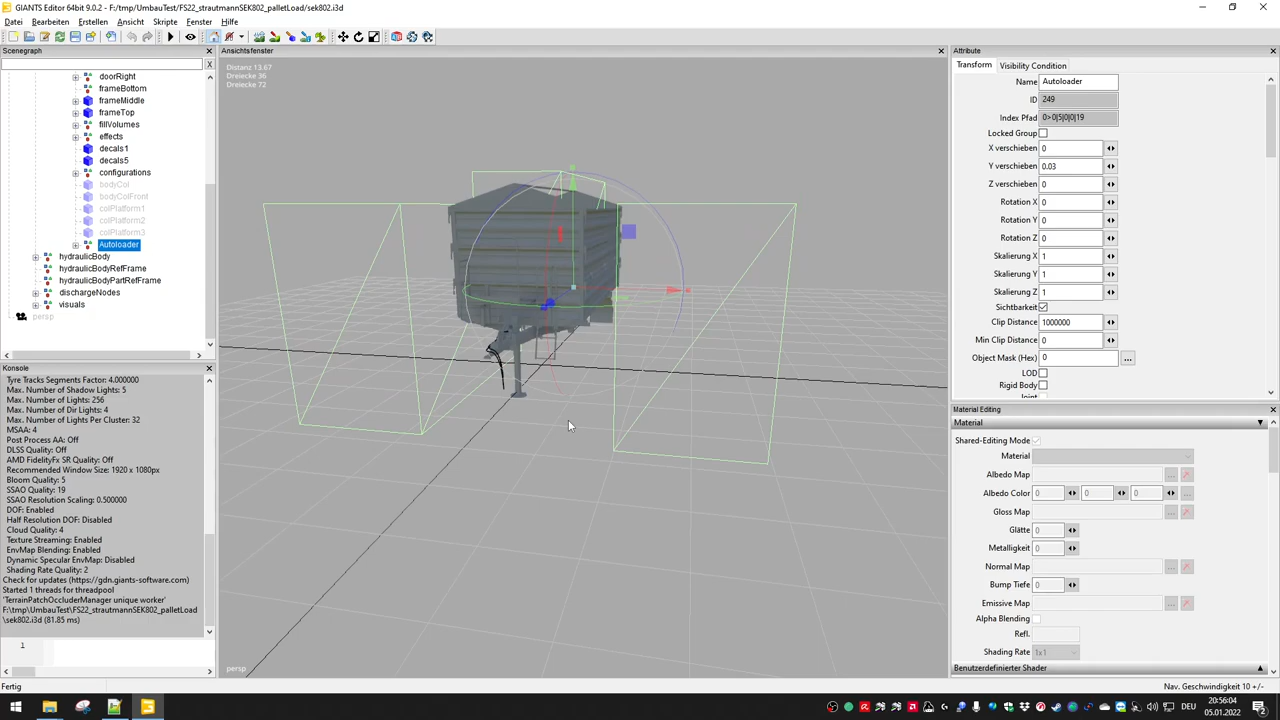 GIANTS Editor 64bit 9.0.2 - F:/tmp/UmbauTest/FS22_strautmannSEK802_palletLoad/sek802.i3d
Datei Bearbeiten Erstellen Ansicht Skripte Fenster Hilfe
Scenegraph
X
doorRight
frameBottom
frameMiddle
frameTop
fillVolumes
effects
decals1
decals5
configurations
bodyCol
bodyColFront
colPlatform1
colPlatform2
colPlatform3
Autoloader
hydraulicBody
hydraulicBodyRefFrame
hydraulicBodyPartRefFrame
dischargeNodes
visuals
persp
Konsole
Tyre Tracks Segments Factor: 4.000000
Max. Number of Shadow Lights: 5
Max. Number of Lights: 256
Max. Number of Dir Lights: 4
Max. Number of Lights Per Cluster: 32
MSAA: 4
Post Process AA: Off
DLSS Quality: Off
AMD FidelityFx SR Quality: Off
Recommended Window Size: 1920 x 1080px
Bloom Quality: 5
SSAO Quality: 19
SSAO Resolution Scaling: 0.500000
DOF: Enabled
Half Resolution DOF: Disabled
Cloud Quality: 4
Texture Streaming: Enabled
EnvMap Blending: Enabled
Dynamic Specular EnvMap: Disabled
Shading Rate Quality: 2
Check for updates (https://gdn.giants-software.com)
Started 1 threads for threadpool
'TerrainPatchOccluderManager unique worker'
F:\tmp\UmbauTest\FS22_strautmannSEK802_palletLoad
\sek802.i3d (81.85 ms)
1
Fertig
Ansichtsfenster
Distanz 13.67
Dreiecke 36
Dreiecke 72
persp
Attribute
Transform Visibility Condition
Name Autoloader
ID 249
Index Pfad 0>0|5|0|0|19
Locked Group
X verschieben 0
Y verschieben 0.03
Z verschieben 0
Rotation X 0
Rotation Y 0
Rotation Z 0
Skalierung X 1
Skalierung Y 1
Skalierung Z 1
Sichtbarkeit
Clip Distance 1000000
Min Clip Distance 0
Object Mask (Hex) 0 ...
LOD
Rigid Body
Joint
Material Editing
Material
Shared-Editing Mode
Material
Albedo Map ...
Albedo Color 0 0 0 ...
Gloss Map ...
Glätte 0
Metalligkeit 0
Normal Map ...
Bump Tiefe 0
Emissive Map ...
Alpha Blending
Refl.
Shading Rate 1x1
Benutzerdefinierter Shader
Nav. Geschwindigkeit 10 +/-
DEU
20:56:04
05.01.2022
2